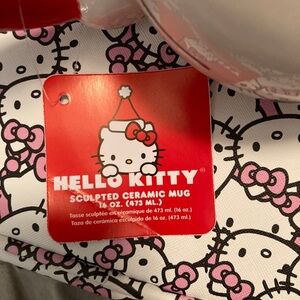 HELLO KITTY®
SCULPTED CERAMIC MUG
16 OZ. (473 ML.)
Tasse sculptée en céramique de 473 ml. (16 oz.)
Taza de cerámica esculpida de 16 oz. (473 ml.)